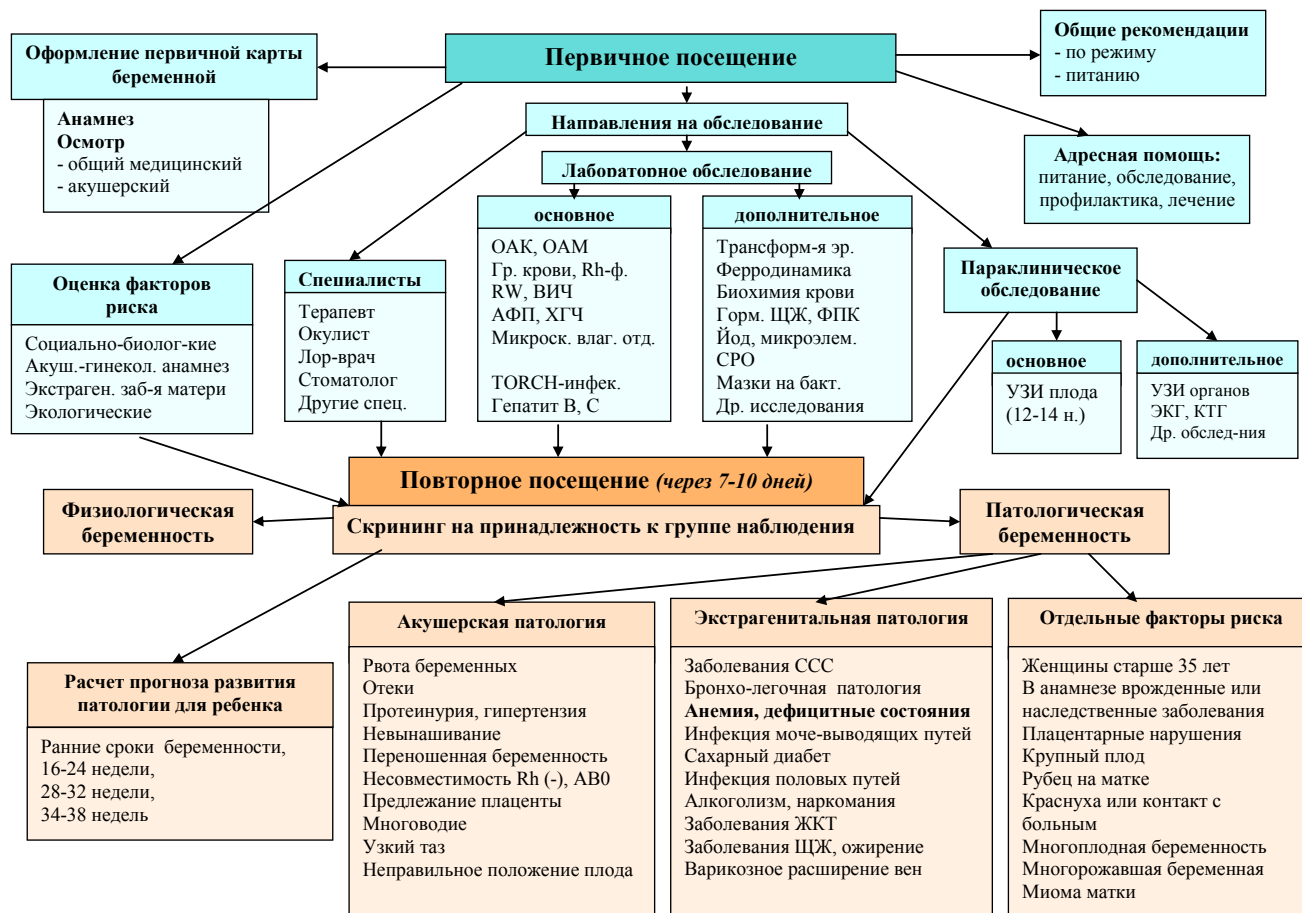 Оформление первичной карты
беременной
Анамнез
Осмотр
- общий медицинский
- акушерский
Первичное посещение
Общие рекомендации
- по режиму
- питанию
Направления на обследование
Адресная помощь:
питание, обследование,
профилактика, лечение
Лабораторное обследование
Оценка факторов
риска
Социально-биолог-кие
Акуш.-гинекол. анамнез
Экстраген. заб-я матери
Экологические
Специалисты
Терапевт
Окулист
Лор-врач
Стоматолог
Другие спец.
основное
ОАК, ОАМ
Гр. крови, Rh-ф.
RW, ВИЧ
АФП, ХГЧ
Микроск. влаг. отд.
TORCH-инфек.
Гепатит В, С
дополнительное
Трансформ-я эр.
Ферродинамика
Биохимия крови
Горм. ЩЖ, ФПК
Йод, микроэлем.
СРО
Мазки на бакт.
Др. исследования
Параклиническое
обследование
основное
УЗИ плода
(12-14 н.)
дополнительное
УЗИ органов
ЭКГ, КТГ
Др. обслед-ния
Повторное посещение (через 7-10 дней)
Физиологическая
беременность
Скрининг на принадлежность к группе наблюдения
Патологическая
беременность
Расчет прогноза развития
патологии для ребенка
Ранние сроки беременности,
16-24 недели,
28-32 недели,
34-38 недель
Акушерская патология
Рвота беременных
Отеки
Протеинурия, гипертензия
Невынашивание
Переношенная беременность
Несовместимость Rh (-), АВ0
Предлежание плаценты
Многоводие
Узкий таз
Неправильное положение плода
Экстрагенитальная патология
Заболевания ССС
Бронхо-легочная патология
Анемия, дефицитные состояния
Инфекция моче-выводящих путей
Сахарный диабет
Инфекция половых путей
Алкоголизм, наркомания
Заболевания ЖКТ
Заболевания ЩЖ, ожирение
Варикозное расширение вен
Отдельные факторы риска
Женщины старше 35 лет
В анамнезе врожденные или
наследственные заболевания
Плацентарные нарушения
Крупный плод
Рубец на матке
Краснуха или контакт с
больным
Многоплодная беременность
Многорожавшая беременная
Миома матки